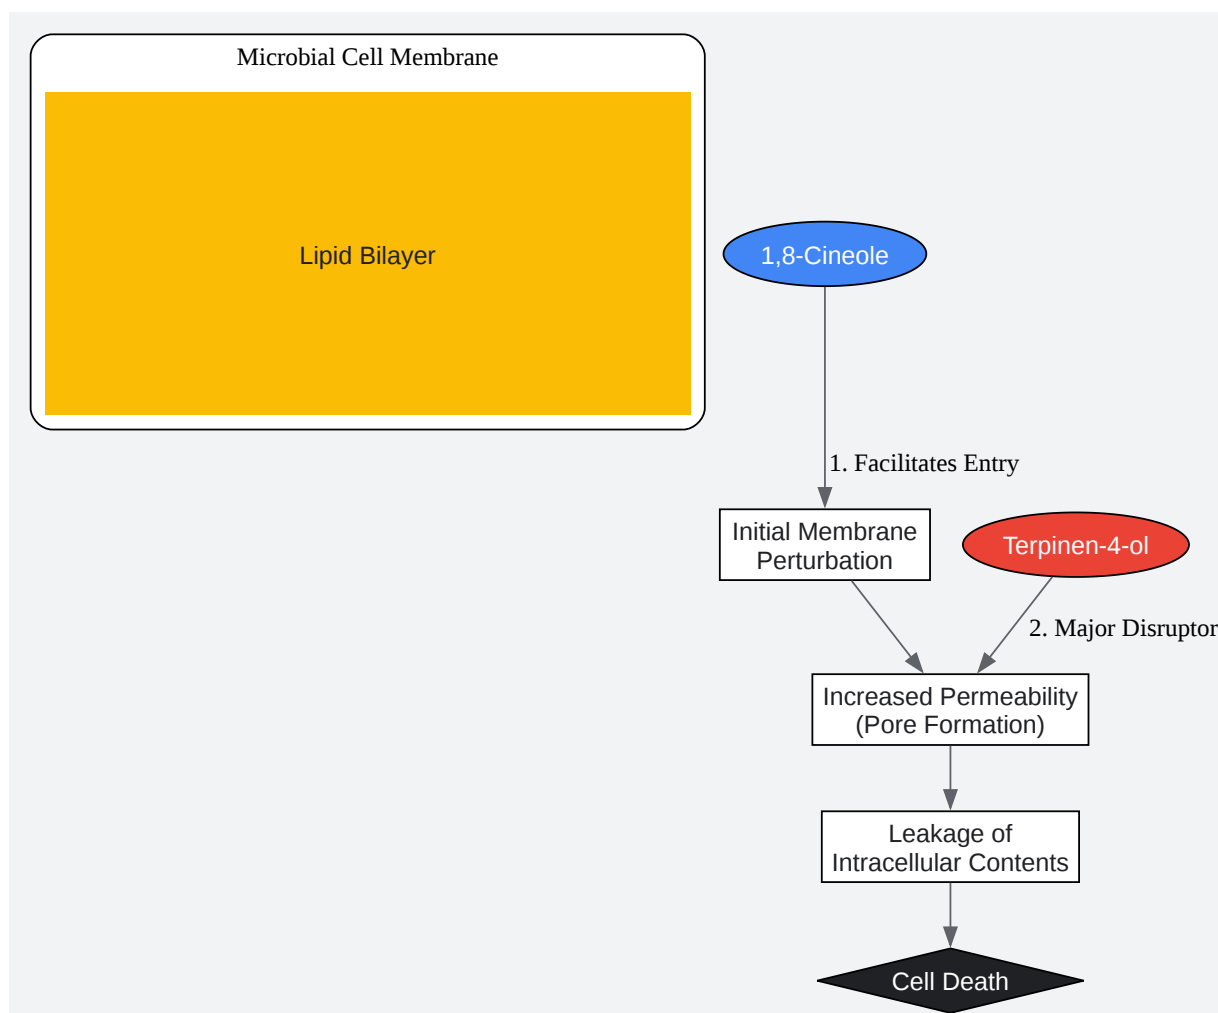 Microbial Cell Membrane
Lipid Bilayer
1,8-Cineole
1. Facilitates Entry
Initial Membrane
Perturbation
Terpinen-4-ol
2. Major Disruptor
Increased Permeability
(Pore Formation)
Leakage of
Intracellular Contents
Cell Death